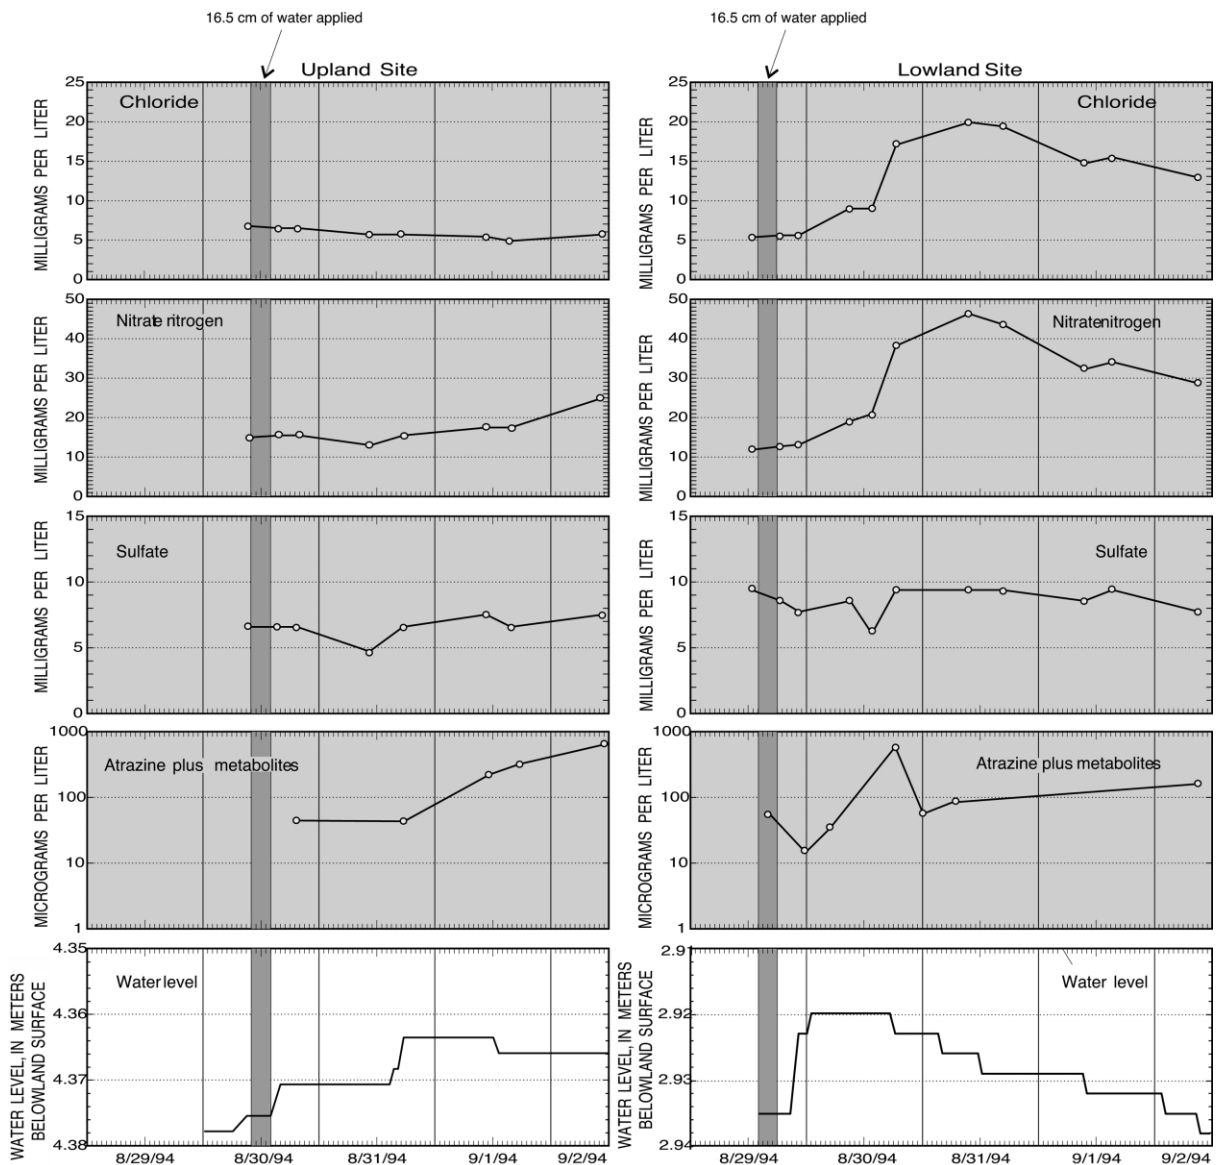 16.5 cm of water applied
16.5 cm of water applied
Upland Site
Lowland Site
MILLIGRAMS PER LITER
25
20
15
10
5
0
Chloride
MILLIGRAMS PER LITER
25
20
15
10
5
0
Chloride
MILLIGRAMS PER LITER
50
40
30
20
10
0
Nitrate nitrogen
MILLIGRAMS PER LITER
50
40
30
20
10
0
Nitrate nitrogen
MILLIGRAMS PER LITER
15
10
5
0
Sulfate
MILLIGRAMS PER LITER
15
10
5
0
Sulfate
MICROGRAMS PER LITER
1000
100
10
1
Atrazine plus metabolites
MICROGRAMS PER LITER
1000
100
10
1
Atrazine plus metabolites
WATER LEVEL, IN METERS
BELOWLAND SURFACE
4.35
4.36
4.37
4.38
Water level
WATER LEVEL, IN METERS
BELOWLAND SURFACE
2.91
2.92
2.93
2.94
Water level
8/29/94 8/30/94 8/31/94 9/1/94 9/2/94
8/29/94 8/30/94 8/31/94 9/1/94 9/2/94